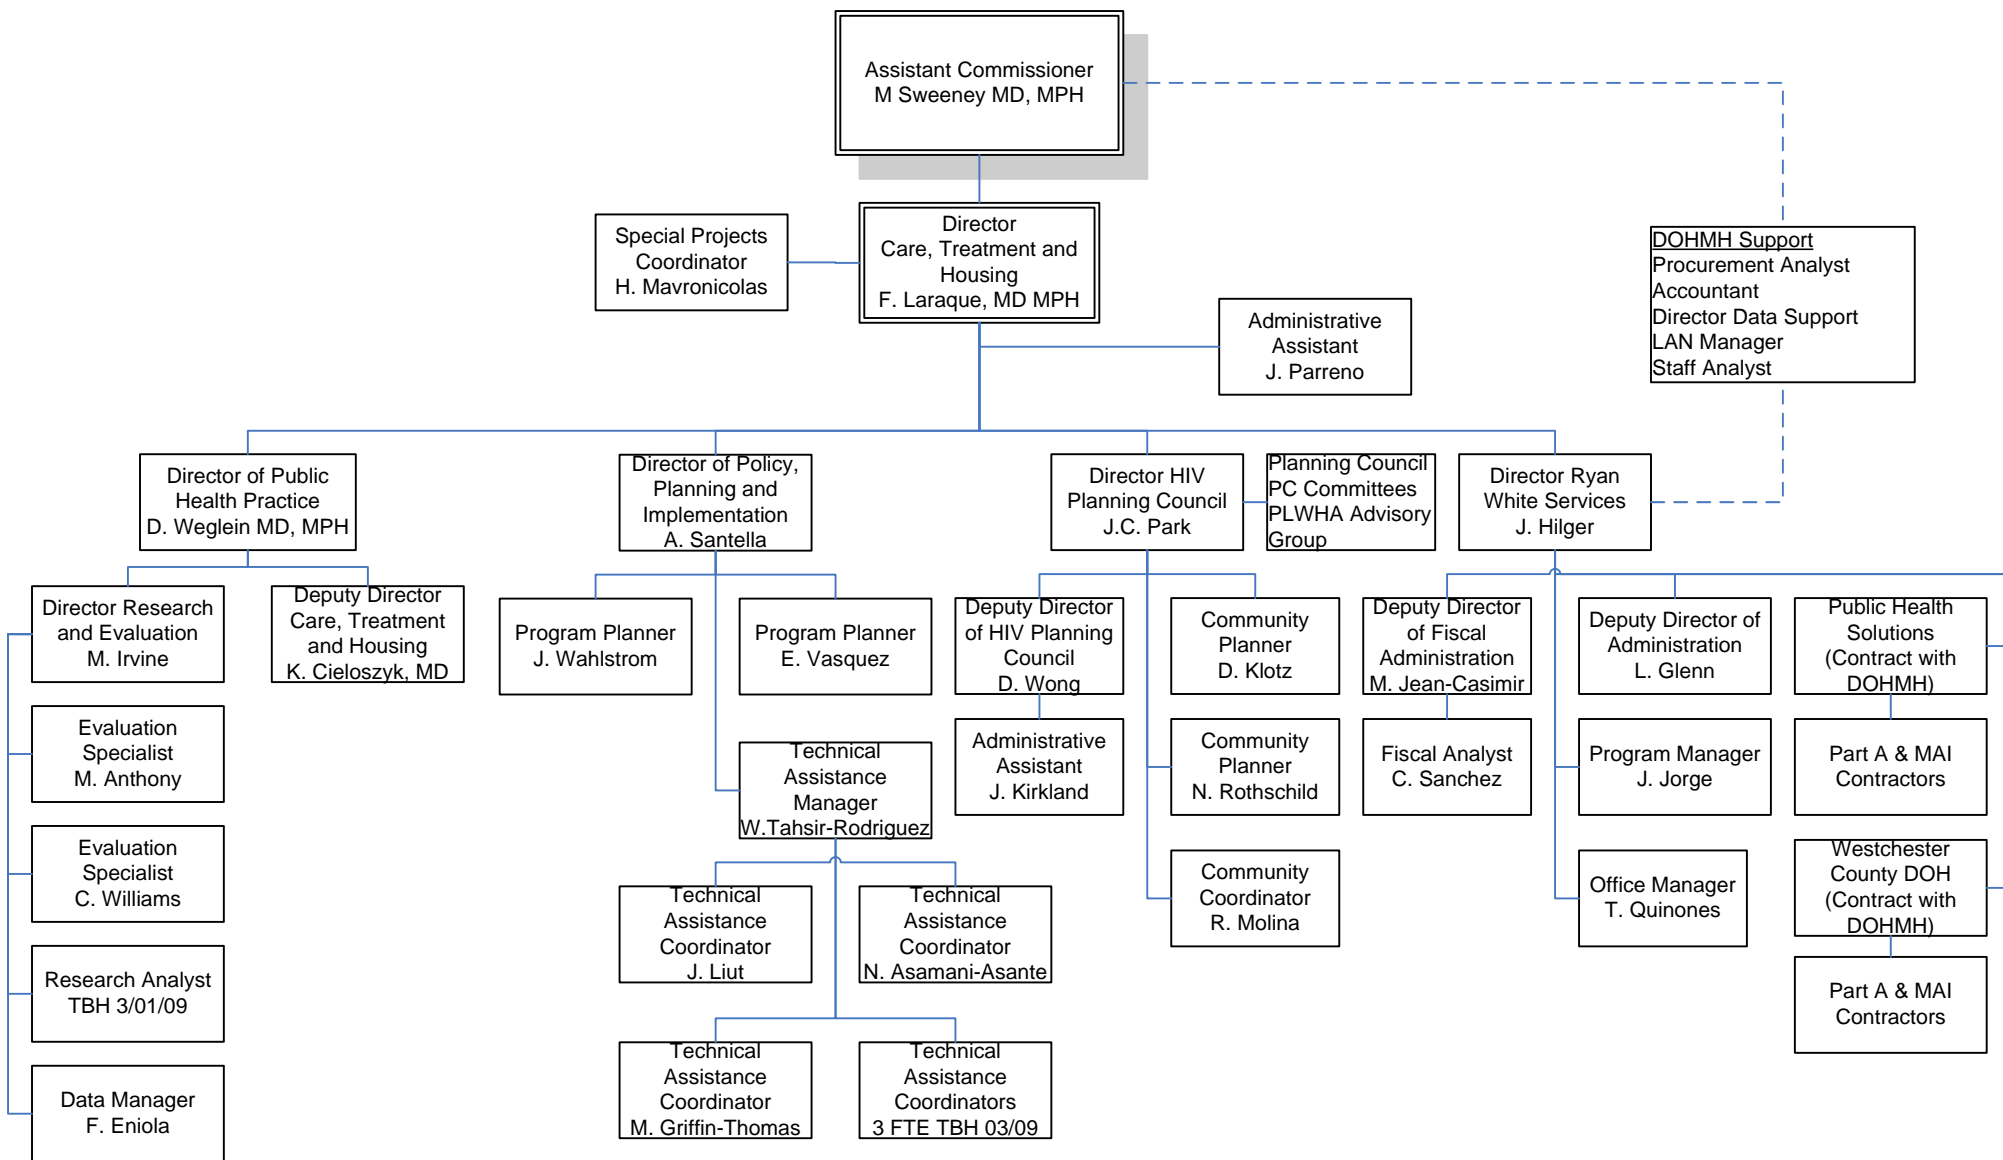 Assistant Commissioner
M Sweeney MD, MPH
Special Projects
Coordinator
H. Mavronicolas
Director
Care, Treatment and
Housing
F. Laraque, MD MPH
DOHMH Support
Procurement Analyst
Accountant
Director Data Support
LAN Manager
Staff Analyst
Administrative
Assistant
J. Parreno
Director of Public
Health Practice
D. Weglein MD, MPH
Director of Policy,
Planning and
Implementation
A. Santella
Director HIV
Planning Council
J.C. Park
Planning Council
PC Committees
PLWHA Advisory
Group
Director Ryan
White Services
J. Hilger
Director Research
and Evaluation
M. Irvine
Deputy Director
Care, Treatment
and Housing
K. Cieloszyk, MD
Program Planner
J. Wahlstrom
Program Planner
E. Vasquez
Deputy Director
of HIV Planning
Council
D. Wong
Community
Planner
D. Klotz
Deputy Director
of Fiscal
Administration
M. Jean-Casimir
Deputy Director of
Administration
L. Glenn
Public Health
Solutions
(Contract with
DOHMH)
Evaluation
Specialist
M. Anthony
Technical
Assistance
Manager
W.Tahsir-Rodriguez
Administrative
Assistant
J. Kirkland
Community
Planner
N. Rothschild
Fiscal Analyst
C. Sanchez
Program Manager
J. Jorge
Part A & MAI
Contractors
Evaluation
Specialist
C. Williams
Technical
Assistance
Coordinator
J. Liut
Technical
Assistance
Coordinator
N. Asamani-Asante
Community
Coordinator
R. Molina
Office Manager
T. Quinones
Westchester
County DOH
(Contract with
DOHMH)
Research Analyst
TBH 3/01/09
Part A & MAI
Contractors
Technical
Assistance
Coordinator
M. Griffin-Thomas
Technical
Assistance
Coordinators
3 FTE TBH 03/09
Data Manager
F. Eniola